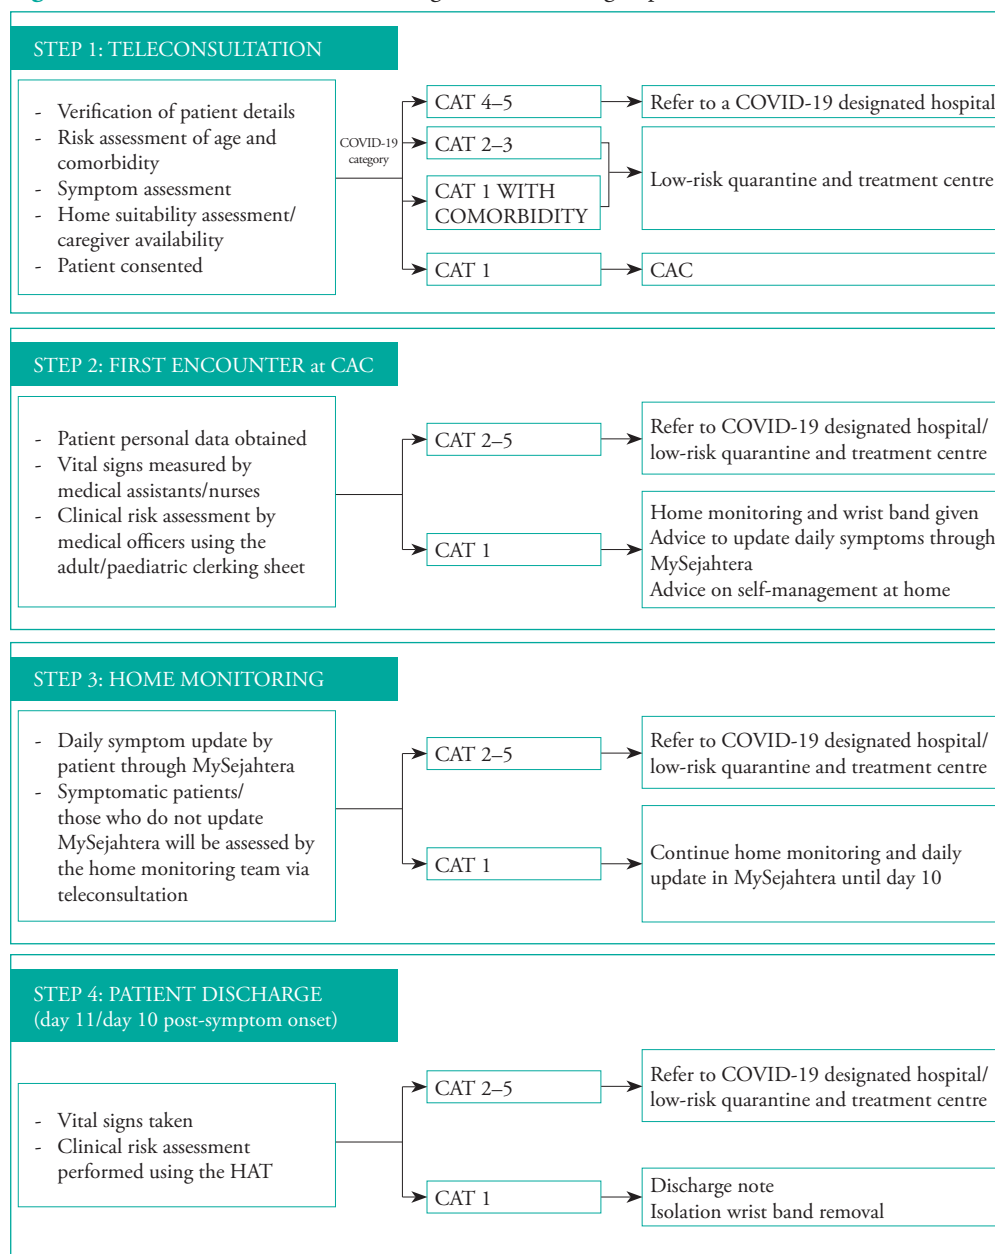 STEP 1: TELECONSULTATION
- Verification of patient details
- Risk assessment of age and
comorbidity
- Symptom assessment
- Home suitability assessment/
caregiver availability
- Patient consented
COVID-19
category
CAT 4–5
Refer to a COVID-19 designated hospital
CAT 2–3
CAT 1 WITH
COMORBIDITY
Low-risk quarantine and treatment centre
CAT 1
CAC
STEP 2: FIRST ENCOUNTER at CAC
- Patient personal data obtained
- Vital signs measured by
medical assistants/nurses
- Clinical risk assessment by
medical officers using the
adult/paediatric clerking sheet
CAT 2–5
Refer to COVID-19 designated hospital/
low-risk quarantine and treatment centre
CAT 1
Home monitoring and wrist band given
Advice to update daily symptoms through
MySejahtera
Advice on self-management at home
STEP 3: HOME MONITORING
- Daily symptom update by
patient through MySejahtera
- Symptomatic patients/
those who do not update
MySejahtera will be assessed by
the home monitoring team via
teleconsultation
CAT 2–5
Refer to COVID-19 designated hospital/
low-risk quarantine and treatment centre
CAT 1
Continue home monitoring and daily
update in MySejahtera until day 10
STEP 4: PATIENT DISCHARGE
(day 11/day 10 post-symptom onset)
- Vital signs taken
- Clinical risk assessment
performed using the HAT
CAT 2–5
Refer to COVID-19 designated hospital/
low-risk quarantine and treatment centre
CAT 1
Discharge note
Isolation wrist band removal